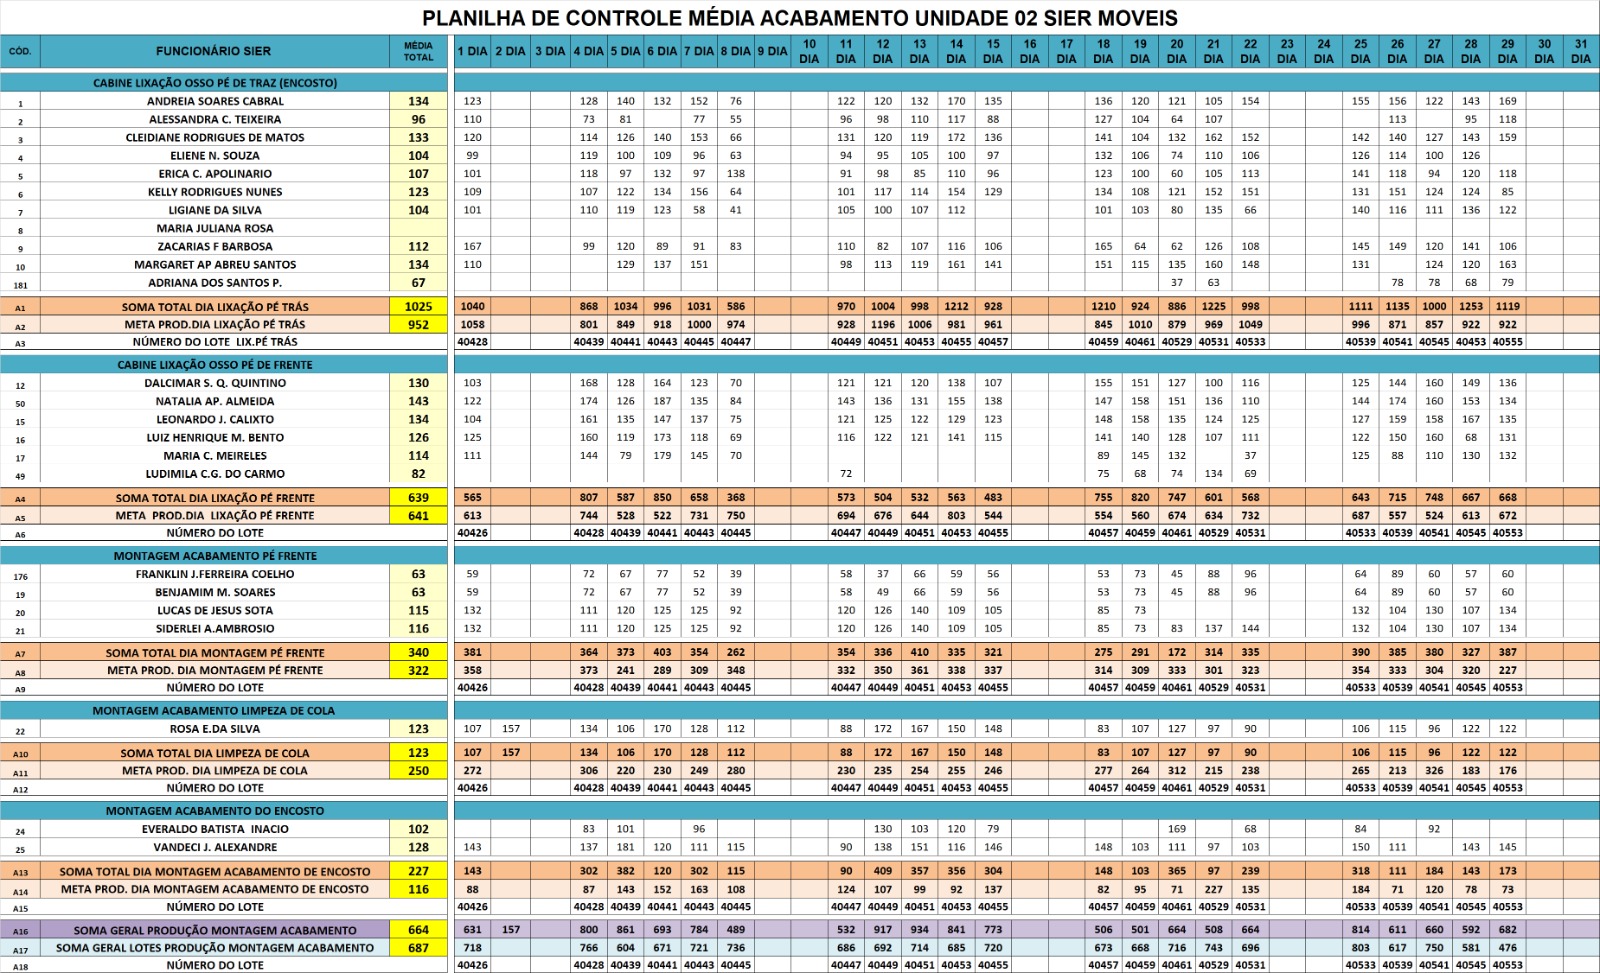 PLANILHA DE CONTROLE MÉDIA ACABAMENTO UNIDADE 02 SIER MOVEIS
CÓD. FUNCIONÁRIO SIER MÉDIA TOTAL 1 DIA 2 DIA 3 DIA 4 DIA 5 DIA 6 DIA 7 DIA 8 DIA 9 DIA 10 DIA 11 DIA 12 DIA 13 DIA 14 DIA 15 DIA 16 DIA 17 DIA 18 DIA 19 DIA 20 DIA 21 DIA 22 DIA 23 DIA 24 DIA 25 DIA 26 DIA 27 DIA 28 DIA 29 DIA 30 DIA 31 DIA
CABINE LIXAÇÃO OSSO PÉ DE TRAZ (ENCOSTO)
1 ANDREIA SOARES CABRAL 134 123 128 140 132 152 76 122 120 132 170 135 136 120 121 105 154 155 156 122 143 169
2 ALESSANDRA C. TEIXEIRA 96 110 73 81 77 55 96 98 110 117 88 127 104 64 107 113 95 118
3 CLEIDIANE RODRIGUES DE MATOS 133 120 114 126 140 153 66 131 120 119 172 136 141 104 132 162 152 142 140 127 143 159
4 ELIENE N. SOUZA 104 99 119 100 109 96 63 94 95 105 100 97 132 106 74 110 106 126 114 100 126
5 ERICA C. APOLINARIO 107 101 118 97 132 97 138 91 98 85 110 96 123 100 60 105 113 141 118 94 120 118
6 KELLY RODRIGUES NUNES 123 109 107 122 134 156 64 101 117 114 154 129 134 108 121 152 151 131 151 124 124 85
7 LIGIANE DA SILVA 104 101 110 119 123 58 41 105 100 107 112 101 103 80 135 66 140 116 111 136 122
8 MARIA JULIANA ROSA
9 ZACARIAS F BARBOSA 112 167 99 120 89 91 83 110 82 107 116 106 165 64 62 126 108 145 149 120 141 106
10 MARGARET AP ABREU SANTOS 134 110 129 137 151 98 113 119 161 141 151 115 135 160 148 131 124 120 163
181 ADRIANA DOS SANTOS P. 67 37 63 78 78 68 79
A1 SOMA TOTAL DIA LIXAÇÃO PÉ TRÁS 1025 1040 868 1034 996 1031 586 970 1004 998 1212 928 1210 924 886 1225 998 1111 1135 1000 1253 1119
A2 META PROD.DIA LIXAÇÃO PÉ TRÁS 952 1058 801 849 918 1000 974 928 1196 1006 981 961 845 1010 879 969 1049 996 871 857 922 922
A3 NÚMERO DO LOTE LIX.PÉ TRÁS 40428 40439 40441 40443 40445 40447 40449 40451 40453 40455 40457 40459 40461 40529 40531 40533 40539 40541 40545 40453 40555
CABINE LIXAÇÃO OSSO PÉ DE FRENTE
12 DALCIMAR S. Q. QUINTINO 130 103 168 128 164 123 70 121 121 120 138 107 155 151 127 100 116 125 144 160 149 136
50 NATALIA AP. ALMEIDA 143 122 174 126 187 135 84 143 136 131 155 138 147 158 151 136 110 144 174 160 153 134
15 LEONARDO J. CALIXTO 134 104 161 135 147 137 75 121 125 122 129 123 148 158 135 124 125 127 159 158 167 135
16 LUIZ HENRIQUE M. BENTO 126 125 160 119 173 118 69 116 122 121 141 115 141 140 128 107 111 122 150 160 68 131
17 MARIA C. MEIRELES 114 111 144 79 179 145 70 89 145 132 37 125 88 110 130 132
49 LUDIMILA C.G. DO CARMO 82 72 75 68 74 134 69
A4 SOMA TOTAL DIA LIXAÇÃO PÉ FRENTE 639 565 807 587 850 658 368 573 504 532 563 483 755 820 747 601 568 643 715 748 667 668
A5 META PROD.DIA LIXAÇÃO PÉ FRENTE 641 613 744 528 522 731 750 694 676 644 803 544 554 560 674 634 732 687 557 524 613 672
A6 NÚMERO DO LOTE 40426 40428 40439 40441 40443 40445 40447 40449 40451 40453 40455 40457 40459 40461 40529 40531 40533 40539 40541 40545 40553
MONTAGEM ACABAMENTO PÉ FRENTE
176 FRANKLIN J.FERREIRA COELHO 63 59 72 67 77 52 39 58 37 66 59 56 53 73 45 88 96 64 89 60 57 60
19 BENJAMIM M. SOARES 63 59 72 67 77 52 39 58 49 66 59 56 53 73 45 88 96 64 89 60 57 60
20 LUCAS DE JESUS SOTA 115 132 111 120 125 125 92 120 126 140 109 105 85 73 132 104 130 107 134
21 SIDERLEI A.AMBROSIO 116 132 111 120 125 125 92 120 126 140 109 105 85 73 83 137 144 132 104 130 107 134
A7 SOMA TOTAL DIA MONTAGEM PÉ FRENTE 340 381 364 373 403 354 262 354 336 410 335 321 275 291 172 314 335 390 385 380 327 387
A8 META PROD. DIA MONTAGEM PÉ FRENTE 322 358 373 241 289 309 348 332 350 361 338 337 314 309 333 301 323 354 333 304 320 227
A9 NÚMERO DO LOTE 40426 40428 40439 40441 40443 40445 40447 40449 40451 40453 40455 40457 40459 40461 40529 40531 40533 40539 40541 40545 40553
MONTAGEM ACABAMENTO LIMPEZA DE COLA
22 ROSA E.DA SILVA 123 107 157 134 106 170 128 112 88 172 167 150 148 83 107 127 97 90 106 115 96 122 122
A10 SOMA TOTAL DIA LIMPEZA DE COLA 123 107 157 134 106 170 128 112 88 172 167 150 148 83 107 127 97 90 106 115 96 122 122
A11 META PROD. DIA LIMPEZA DE COLA 250 272 306 220 230 249 280 230 235 254 255 246 277 264 312 215 238 265 213 326 183 176
A12 NÚMERO DO LOTE 40426 40428 40439 40441 40443 40445 40447 40449 40451 40453 40455 40457 40459 40461 40529 40531 40533 40539 40541 40545 40553
MONTAGEM ACABAMENTO DO ENCOSTO
24 EVERALDO BATISTA INACIO 102 83 101 96 130 103 120 79 169 68 84 92
25 VANDECI J. ALEXANDRE 128 143 137 181 120 111 115 90 138 151 116 146 148 103 111 97 103 150 111 143 145
A13 SOMA TOTAL DIA MONTAGEM ACABAMENTO DE ENCOSTO 227 143 302 382 120 302 115 90 409 357 356 304 148 103 365 97 239 318 111 184 143 173
A14 META PROD. DIA MONTAGEM ACABAMENTO DE ENCOSTO 116 88 87 143 152 163 108 124 107 99 92 137 82 95 71 227 135 184 71 120 78 73
A15 NÚMERO DO LOTE 40426 40428 40439 40441 40443 40445 40447 40449 40451 40453 40455 40457 40459 40461 40529 40531 40533 40539 40541 40545 40553
A16 SOMA GERAL PRODUÇÃO MONTAGEM ACABAMENTO 664 631 157 800 861 693 784 489 532 917 934 841 773 506 501 664 508 664 814 611 660 592 682
A17 SOMA GERAL LOTES PRODUÇÃO MONTAGEM ACABAMENTO 687 718 766 604 671 721 736 686 692 714 685 720 673 668 716 743 696 803 617 750 581 476
A18 NÚMERO DO LOTE 40426 40428 40439 40441 40443 40445 40447 40449 40451 40453 40455 40457 40459 40461 40529 40531 40533 40539 40541 40545 40553